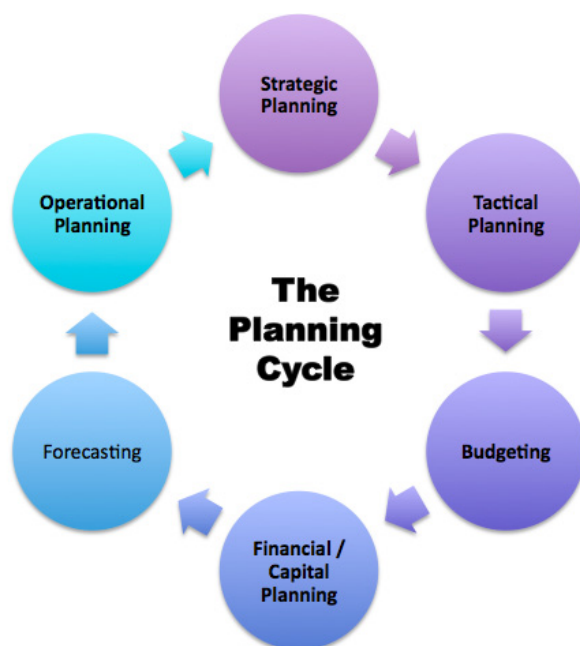 Strategic
Planning
Tactical
Planning
Budgeting
Financial /
Capital
Planning
Forecasting
Operational
Planning
The
Planning
Cycle